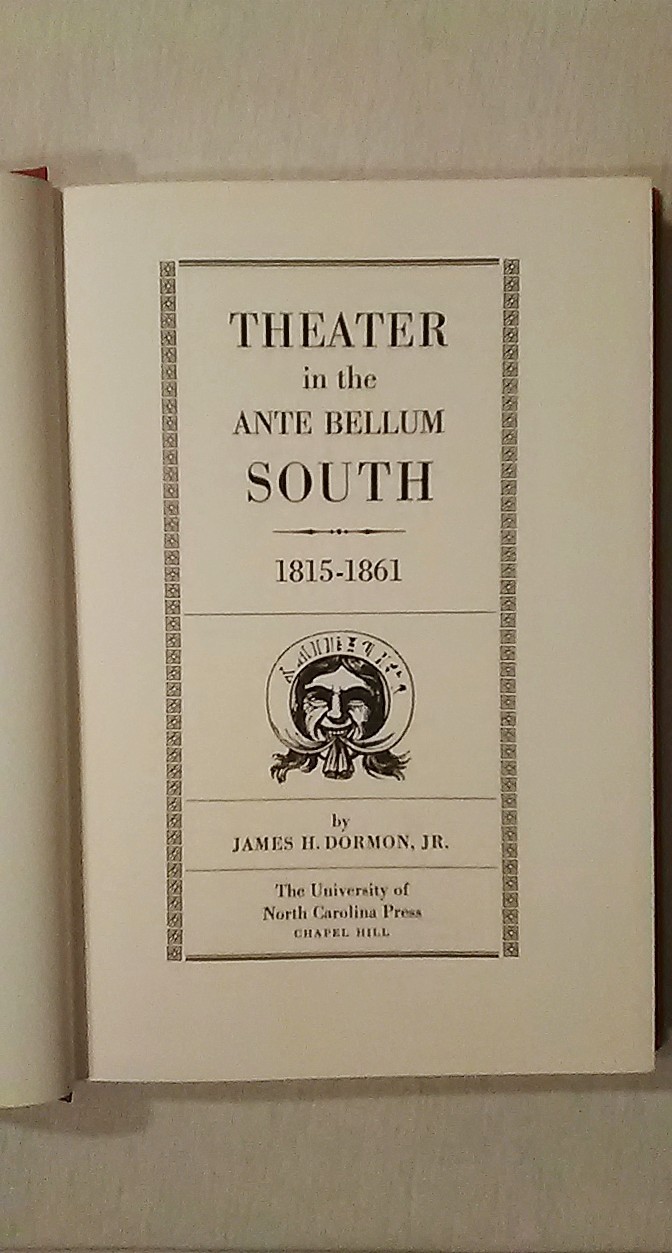 THEATER
in the
ANTE BELLUM
SOUTH
1815-1861
by
JAMES H. DORMON, JR.
The University of
North Carolina Press
CHAPEL HILL